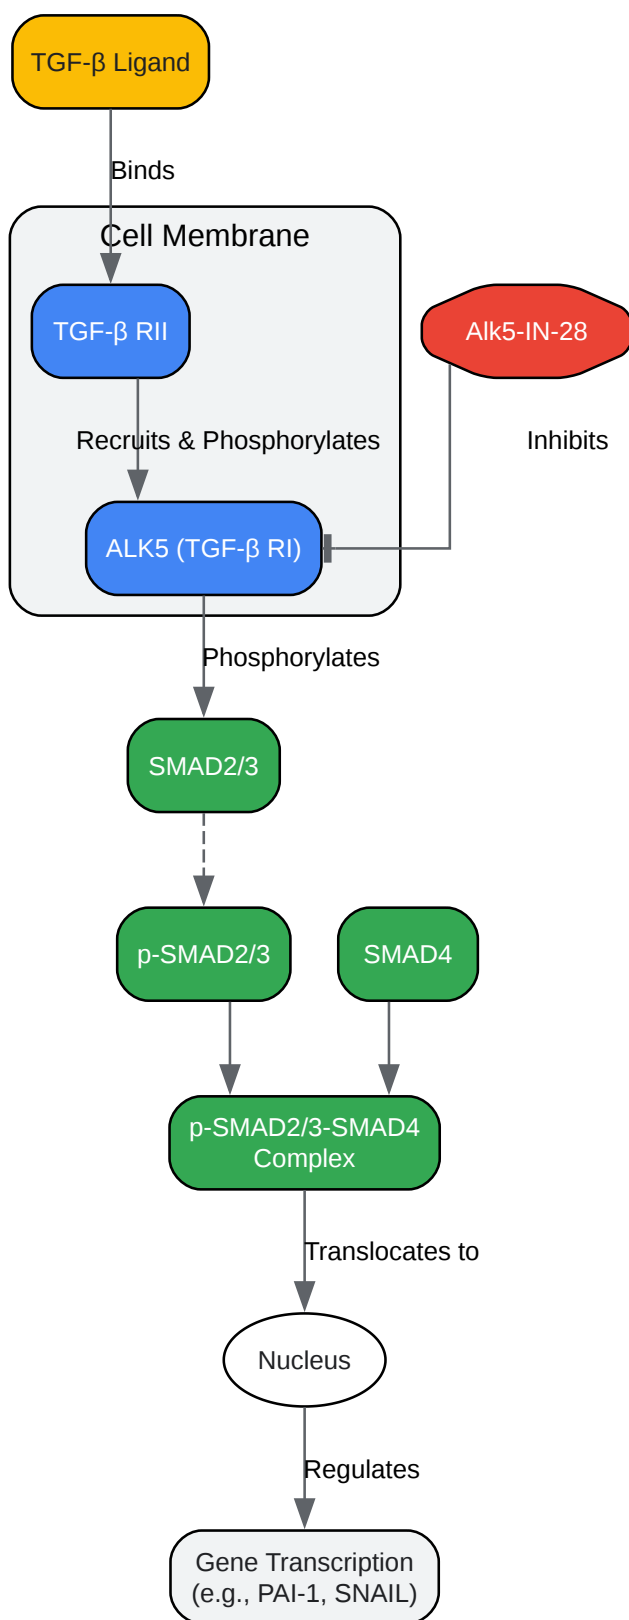 TGF-β Ligand
Binds
Cell Membrane
TGF-β RII
Alk5-IN-28
Recruits & Phosphorylates
Inhibits
ALK5 (TGF-β RI)
Phosphorylates
SMAD2/3
p-SMAD2/3
SMAD4
p-SMAD2/3-SMAD4
Complex
Translocates to
Nucleus
Regulates
Gene Transcription
(e.g., PAI-1, SNAIL)